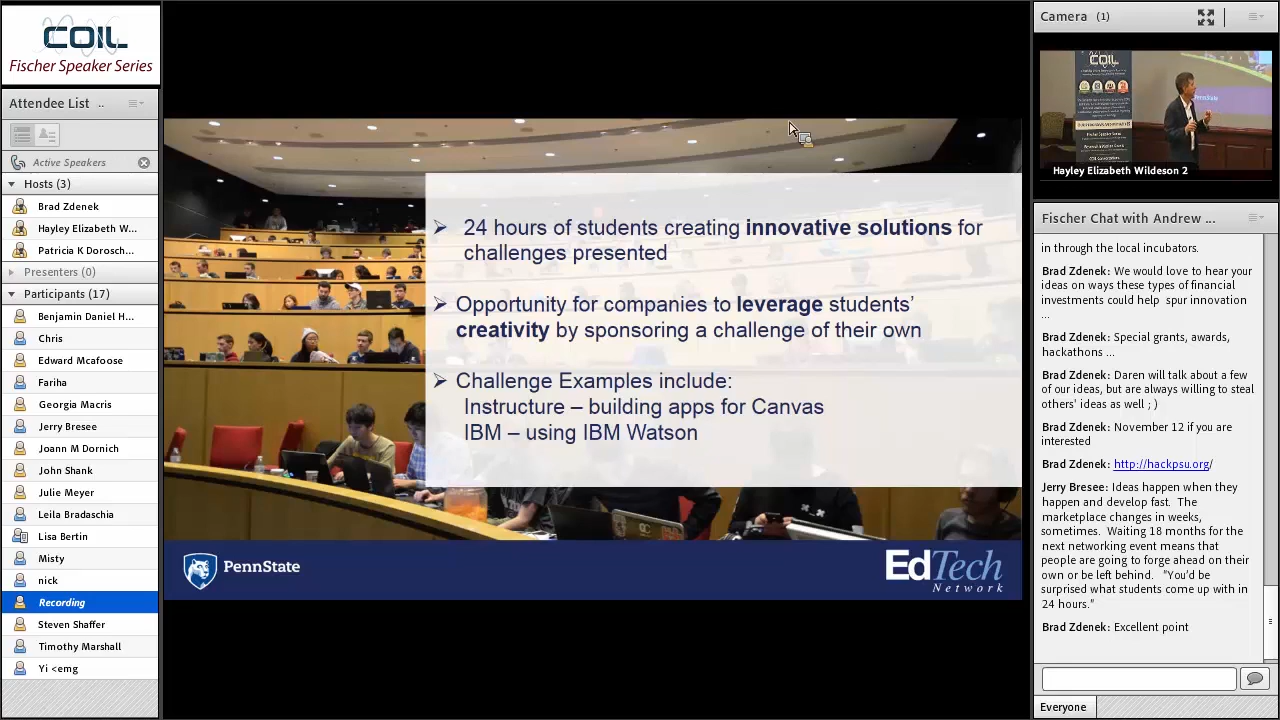 COIL
Fischer Speaker Series
Attendee List ..
Active Speakers
Hosts (3)
Brad Zdenek
Hayley Elizabeth W...
Patricia K Dorosch...
Presenters (0)
Participants (17)
Benjamin Daniel H...
Chris
Edward Mcafoose
Fariha
Georgia Macris
Jerry Bresee
Joann M Dornich
John Shank
Julie Meyer
Leila Bradaschia
Lisa Bertin
Misty
nick
Recording
Steven Shaffer
Timothy Marshall
Yi <emg
24 hours of students creating innovative solutions for
challenges presented
Opportunity for companies to leverage students'
creativity by sponsoring a challenge of their own
Challenge Examples include:
Instructure – building apps for Canvas
IBM – using IBM Watson
PennState
EdTech
Network
Camera (1)
COIL
PennState
Hayley Elizabeth Wildeson 2
Fischer Chat with Andrew ...
in through the local incubators.
Brad Zdenek: We would love to hear your
ideas on ways these types of financial
investments could help spur innovation
...
Brad Zdenek: Special grants, awards,
hackathons ...
Brad Zdenek: Daren will talk about a few
of our ideas, but are always willing to steal
others' ideas as well ; )
Brad Zdenek: November 12 if you are
interested
Brad Zdenek: http://hackpsu.org/
Jerry Bresee: Ideas happen when they
happen and develop fast. The
marketplace changes in weeks,
sometimes. Waiting 18 months for the
next networking event means that
people are going to forge ahead on their
own or be left behind. "You'd be
surprised what students come up with in
24 hours."
Brad Zdenek: Excellent point
Everyone